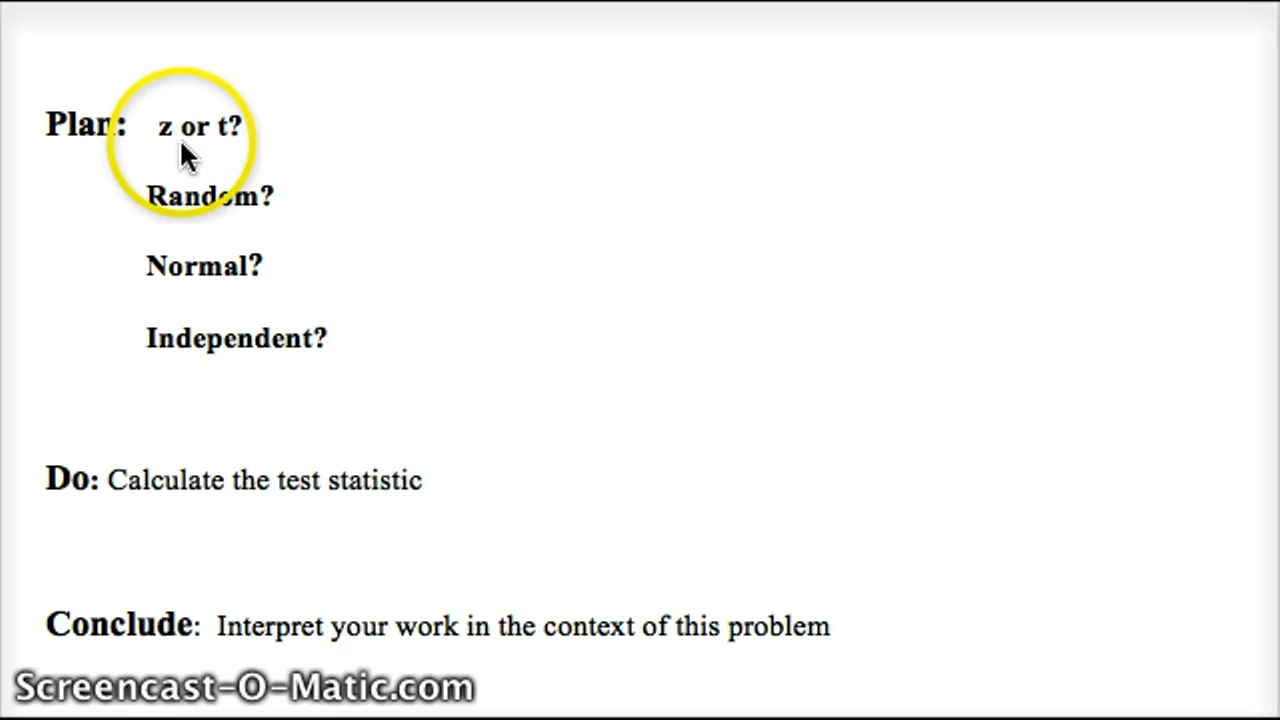 Plan: z or t?
Random?
Normal?
Independent?
Do: Calculate the test statistic
Conclude: Interpret your work in the context of this problem
Screencast-O-Matic.com